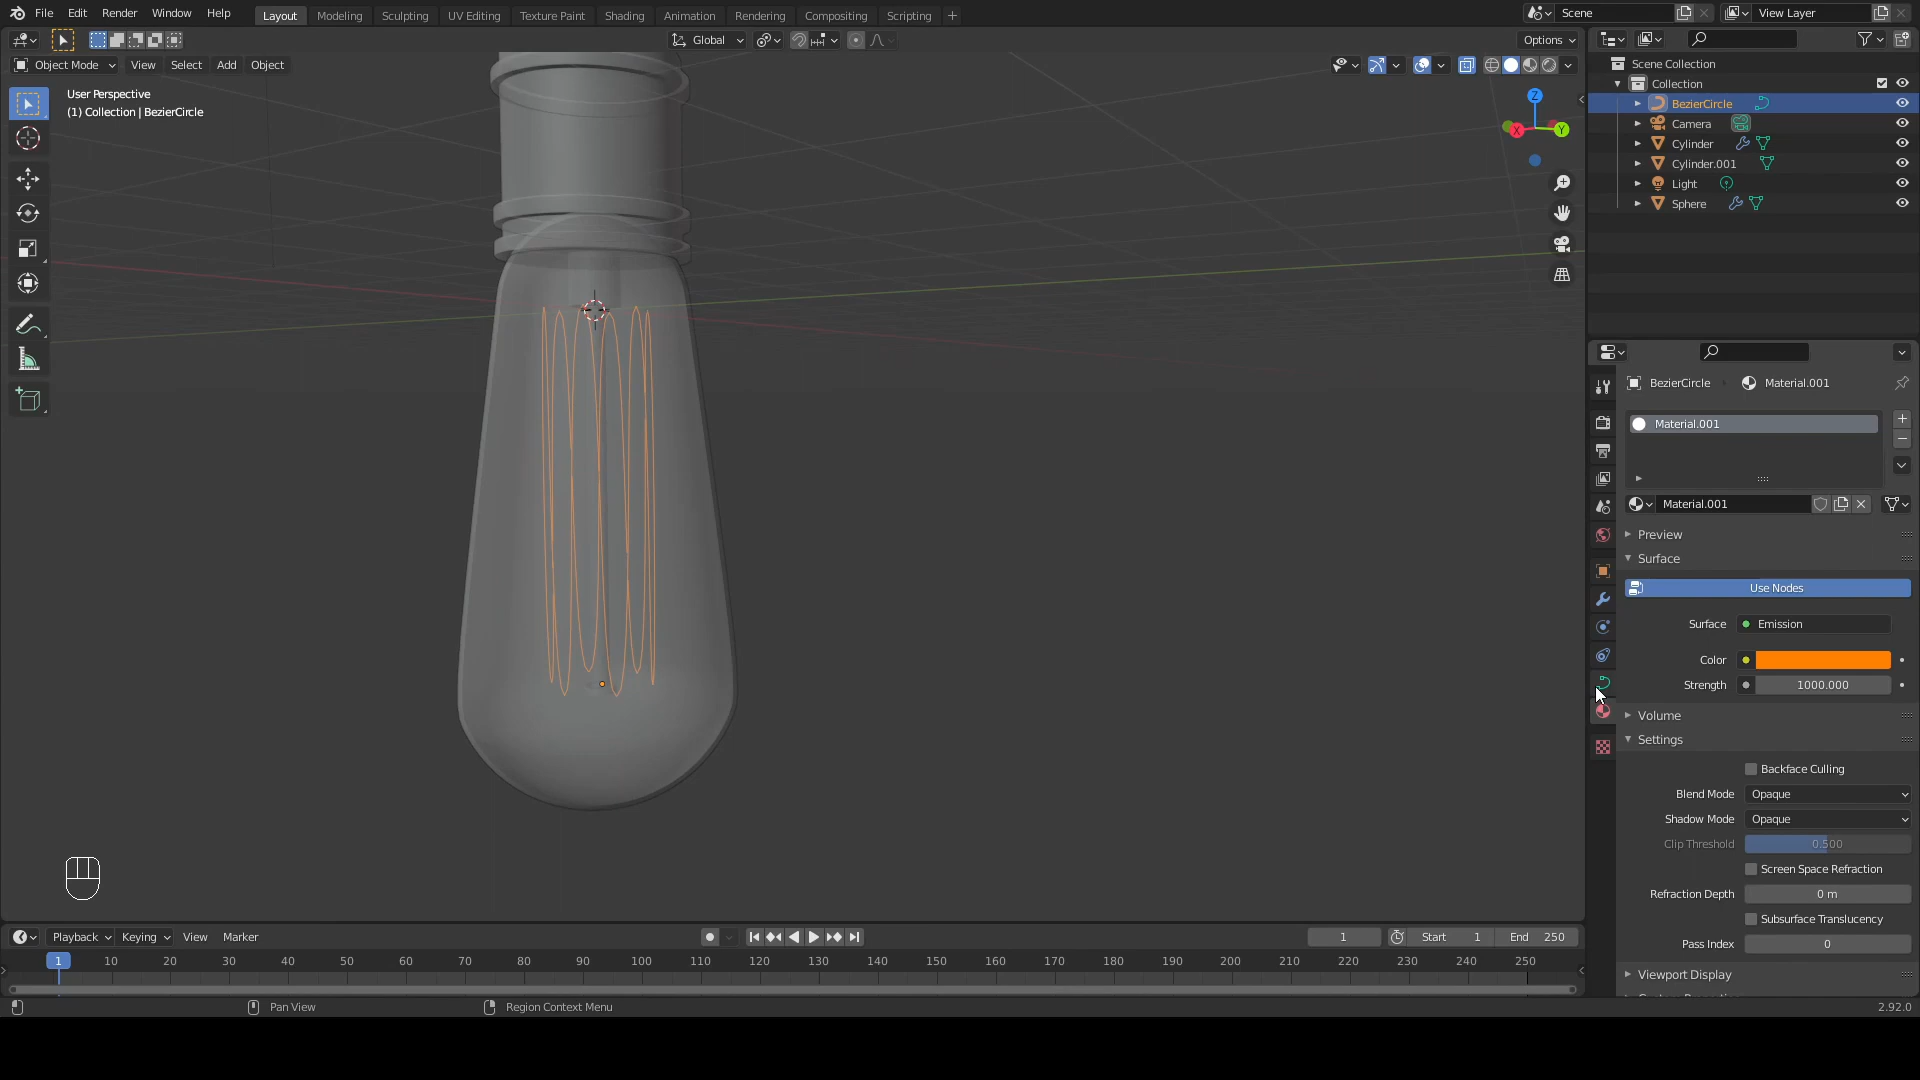 File Edit Render Window Help Layout Modeling Sculpting UV Editing Texture Paint Shading Animation Rendering Compositing Scripting + Scene View Layer
Global Options
Object Mode View Select Add Object
User Perspective
(1) Collection | BezierCircle
Z
X
Y
Scene Collection
Collection
BezierCircle
Camera
Cylinder
Cylinder.001
Light
Sphere
BezierCircle Material.001
Material.001
Material.001
Preview
Surface
Use Nodes
Surface Emission
Color
Strength 1000.000
Volume
Settings
Backface Culling
Blend Mode Opaque
Shadow Mode Opaque
Clip Threshold 0.500
Screen Space Refraction
Refraction Depth 0 m
Subsurface Translucency
Pass Index 0
Viewport Display
Playback Keying View Marker 1 Start 1 End 250
1 10 20 30 40 50 60 70 80 90 100 110 120 130 140 150 160 170 180 190 200 210 220 230 240 250
Pan View Region Context Menu 2.92.0